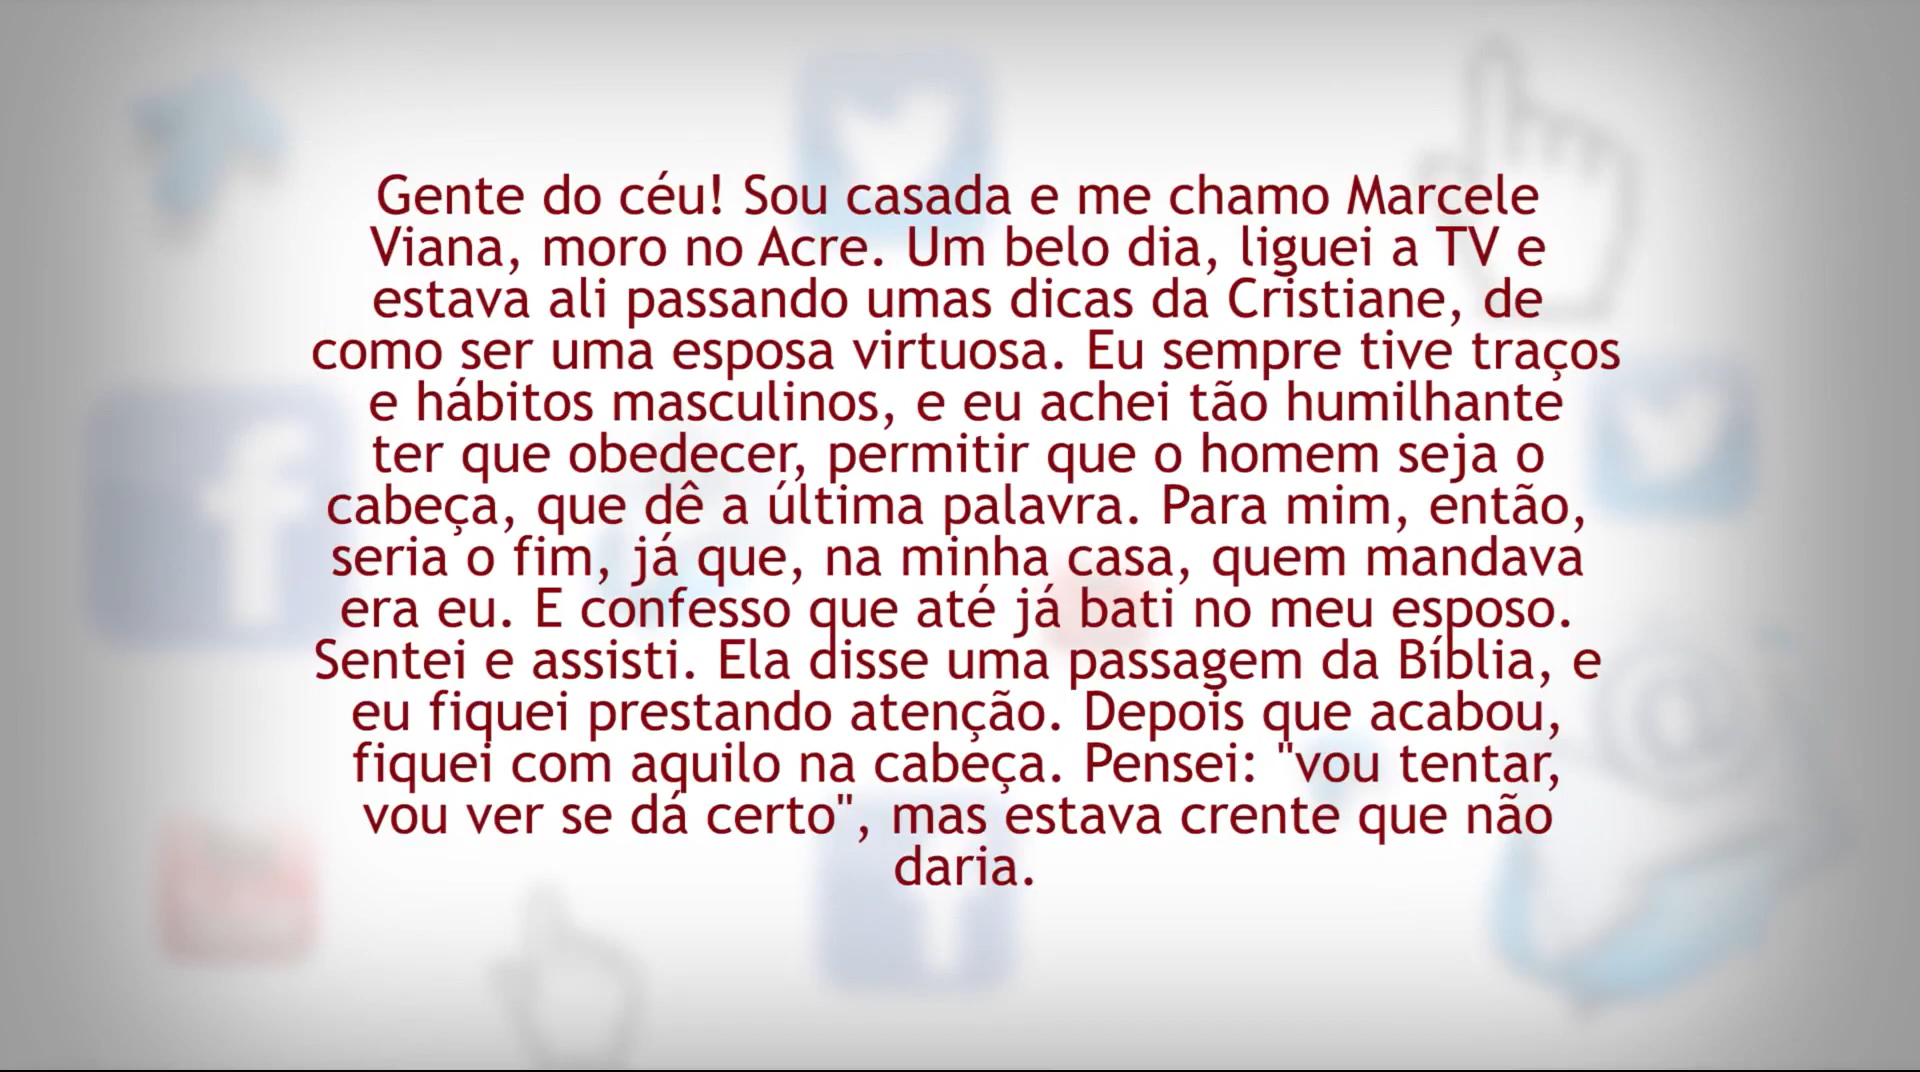 Gente do céu! Sou casada e me chamo Marcele
Viana, moro no Acre. Um belo dia, liguei a TV e
estava ali passando umas dicas da Cristiane, de
como ser uma esposa virtuosa. Eu sempre tive traços
e hábitos masculinos, e eu achei tão humilhante
ter que obedecer, permitir que o homem seja o
cabeça, que dê a última palavra. Para mim, então,
seria o fim, já que, na minha casa, quem mandava
era eu. E confesso que até já bati no meu esposo.
Sentei e assisti. Ela disse uma passagem da Bíblia, e
eu fiquei prestando atenção. Depois que acabou,
fiquei com aquilo na cabeça. Pensei: "vou tentar,
vou ver se dá certo", mas estava crente que não
daria.